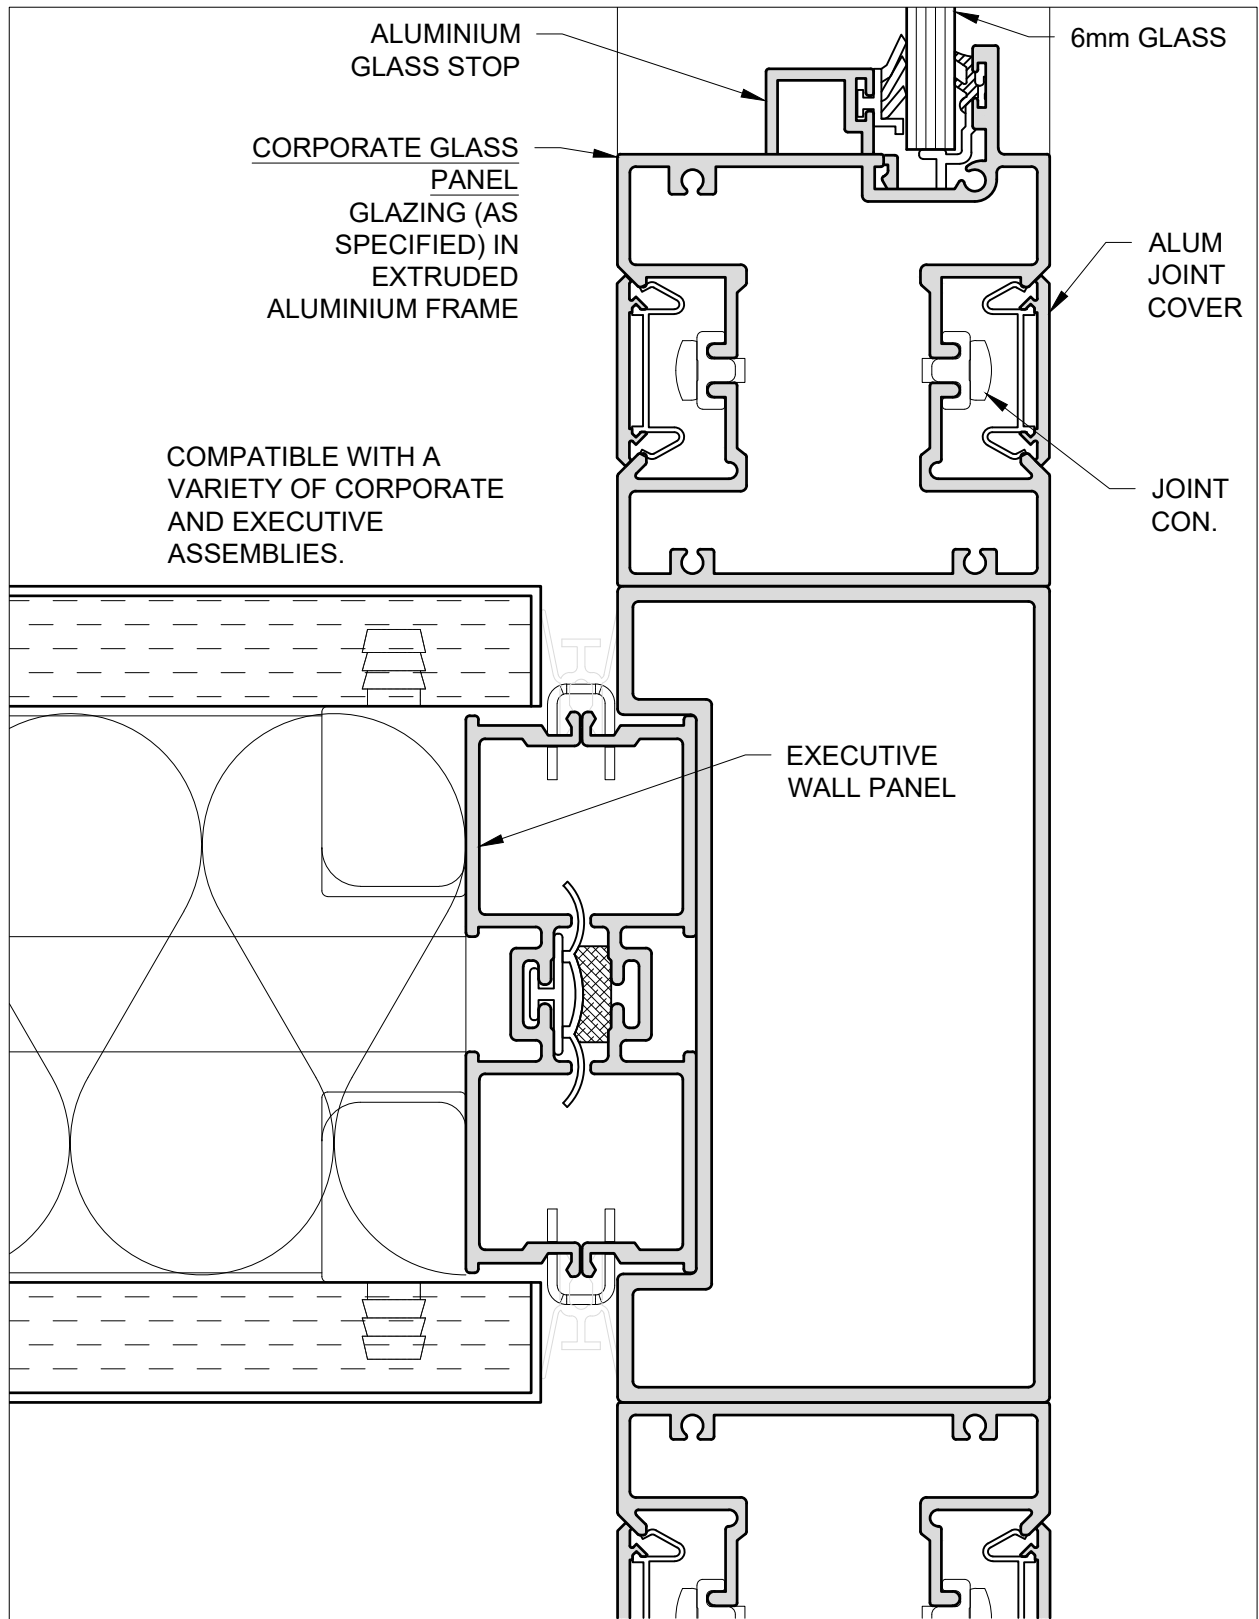 ALUMINIUM
GLASS STOP
6mm GLASS
CORPORATE GLASS
PANEL
GLAZING (AS
SPECIFIED) IN
EXTRUDED
ALUMINIUM FRAME
ALUM
JOINT
COVER
COMPATIBLE WITH A
VARIETY OF CORPORATE
AND EXECUTIVE
ASSEMBLIES.
JOINT
CON.
EXECUTIVE
WALL PANEL